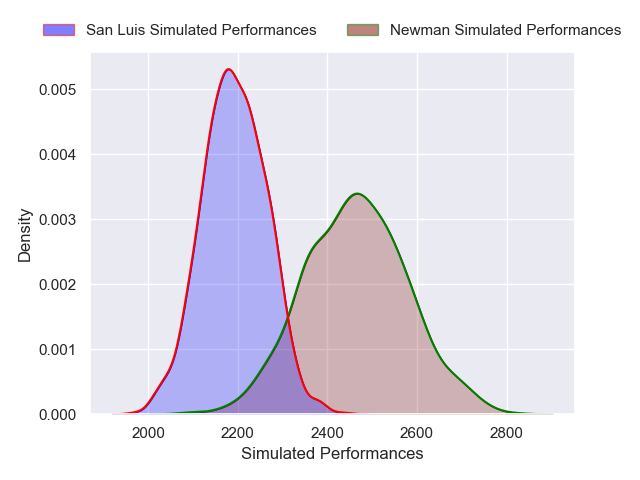 San Luis Simulated Performances Newman Simulated Performances
0.005
0.004
0.003
0.002
0.001
0.000
Density
2000 2200 2400 2600 2800
Simulated Performances